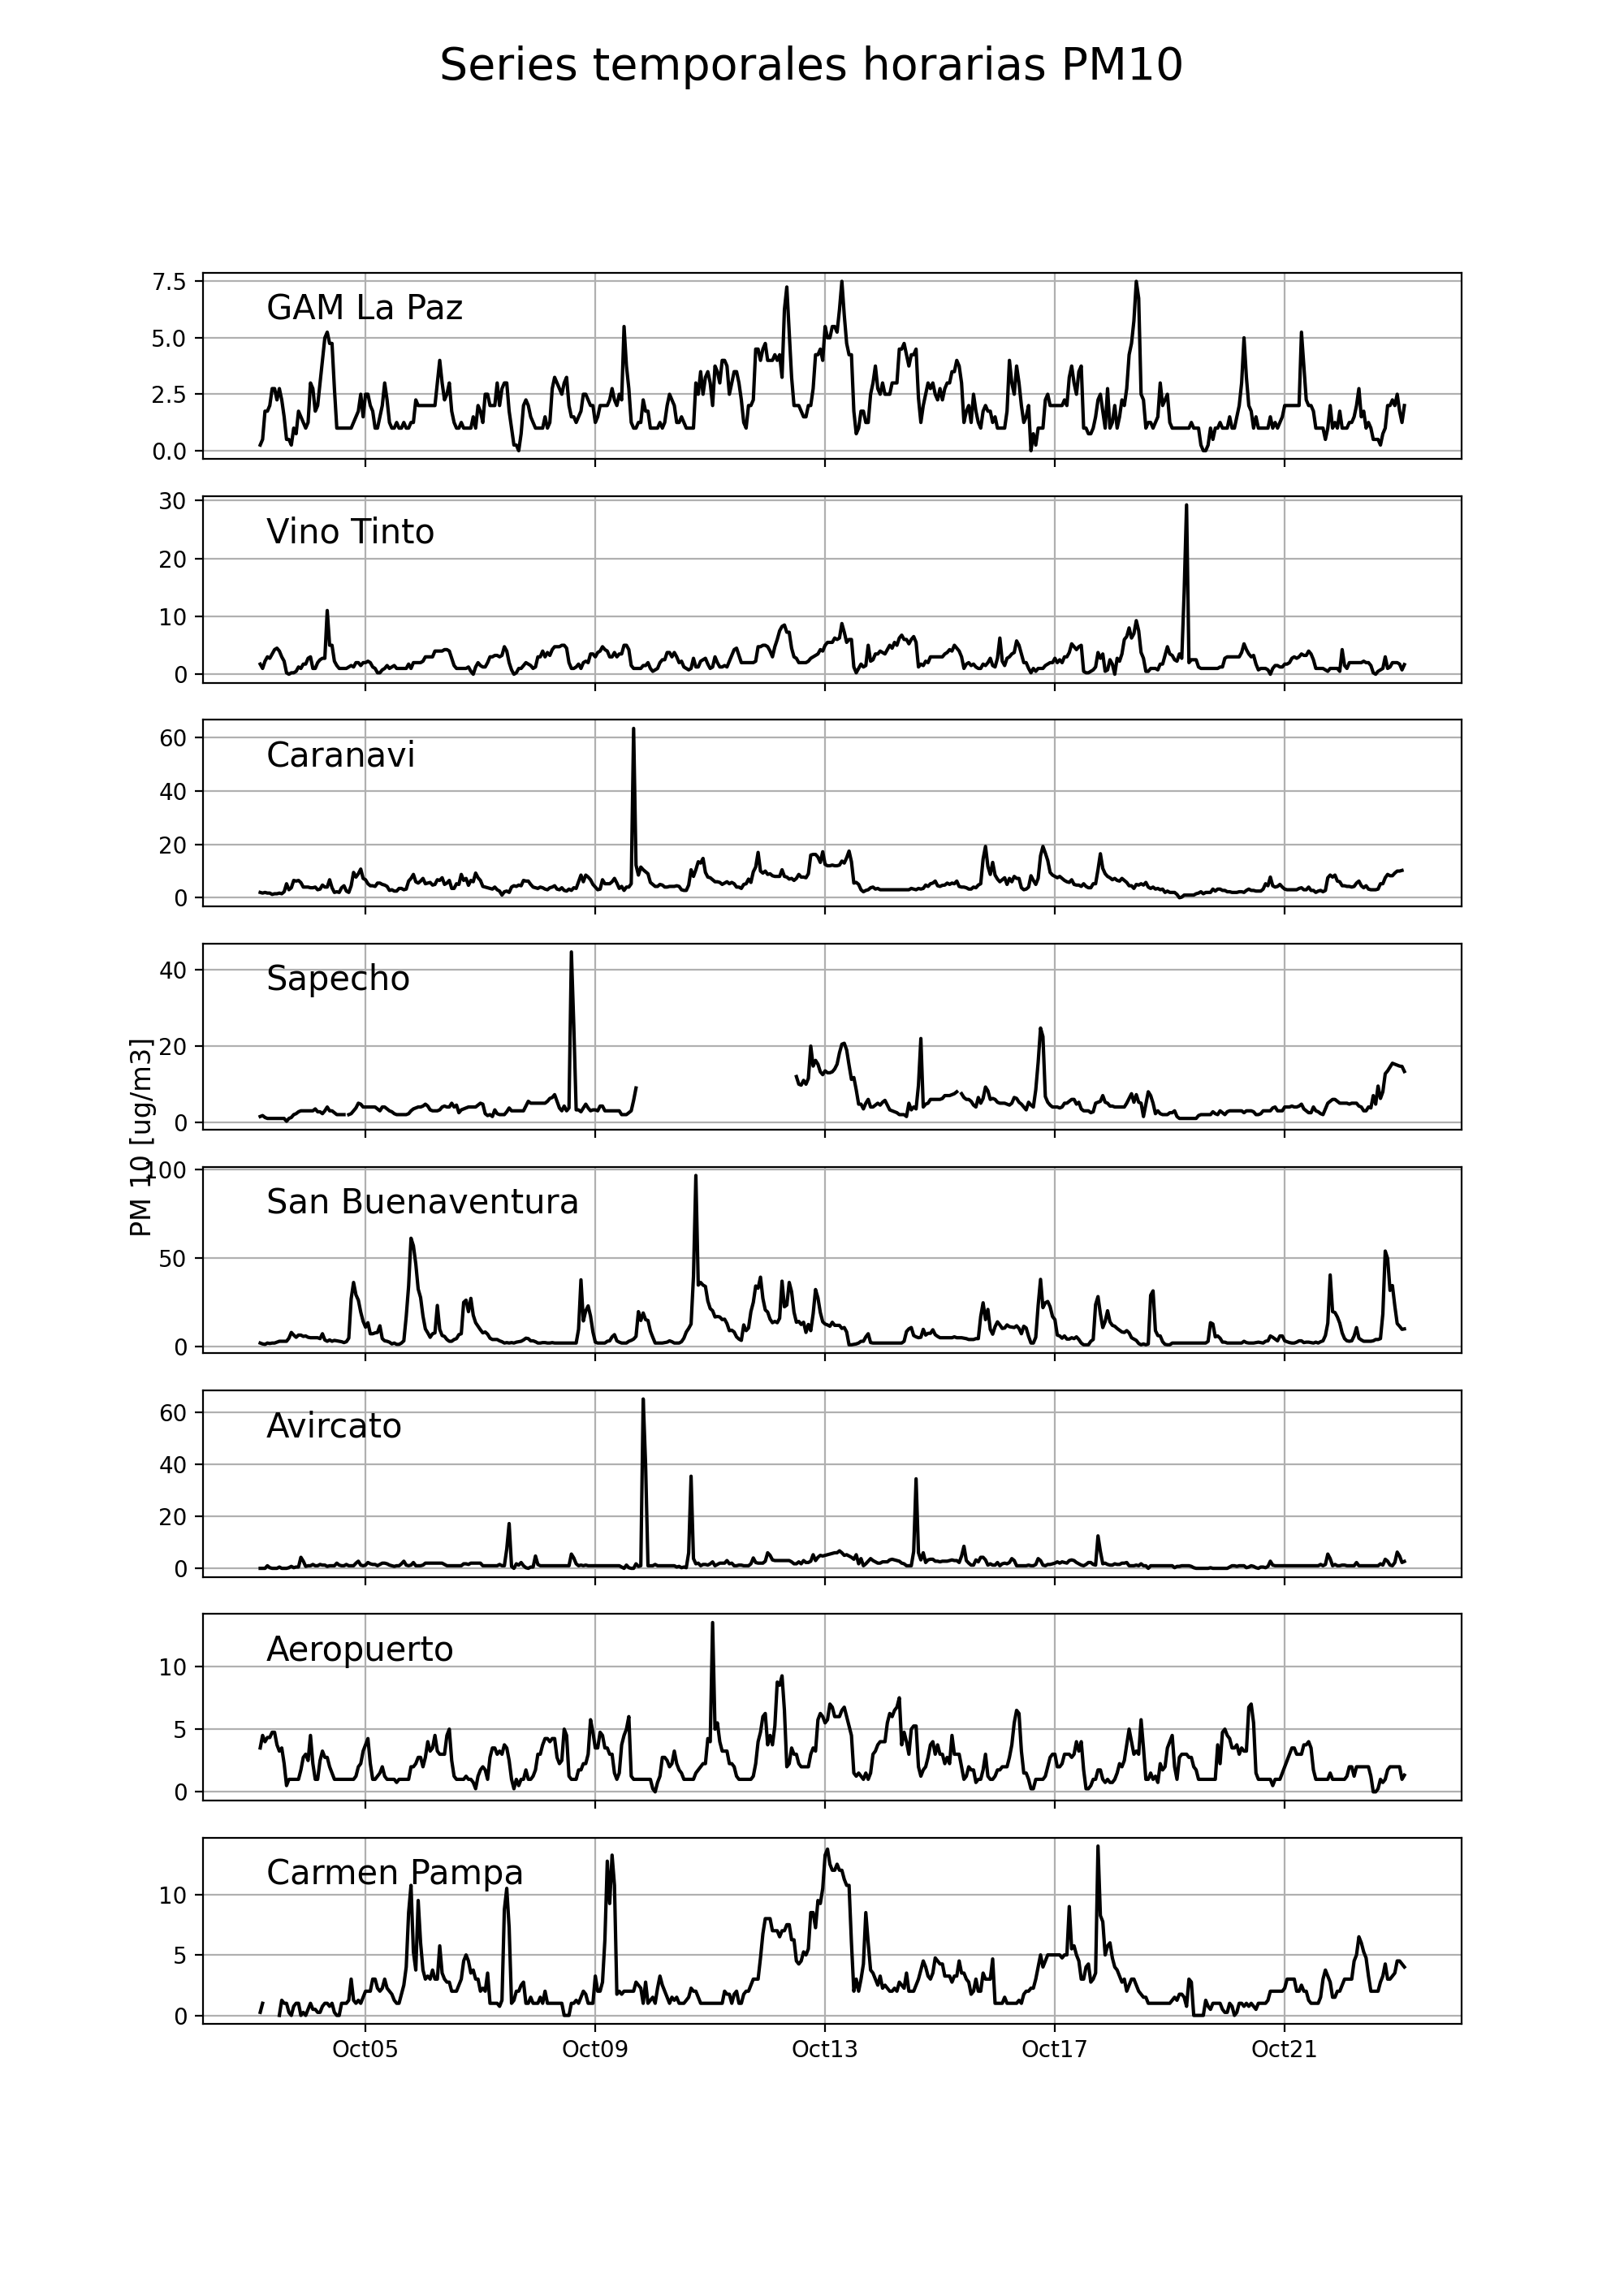 Series temporales horarias PM10
7.5
5.0
2.5
0.0
GAM La Paz
30
20
10
0
Vino Tinto
60
40
20
0
Caranavi
40
20
0
Sapecho
PM 10 [ug/m3]
100
50
0
San Buenaventura
60
40
20
0
Avircato
10
5
0
Aeropuerto
10
5
0
Carmen Pampa
Oct05 Oct09 Oct13 Oct17 Oct21